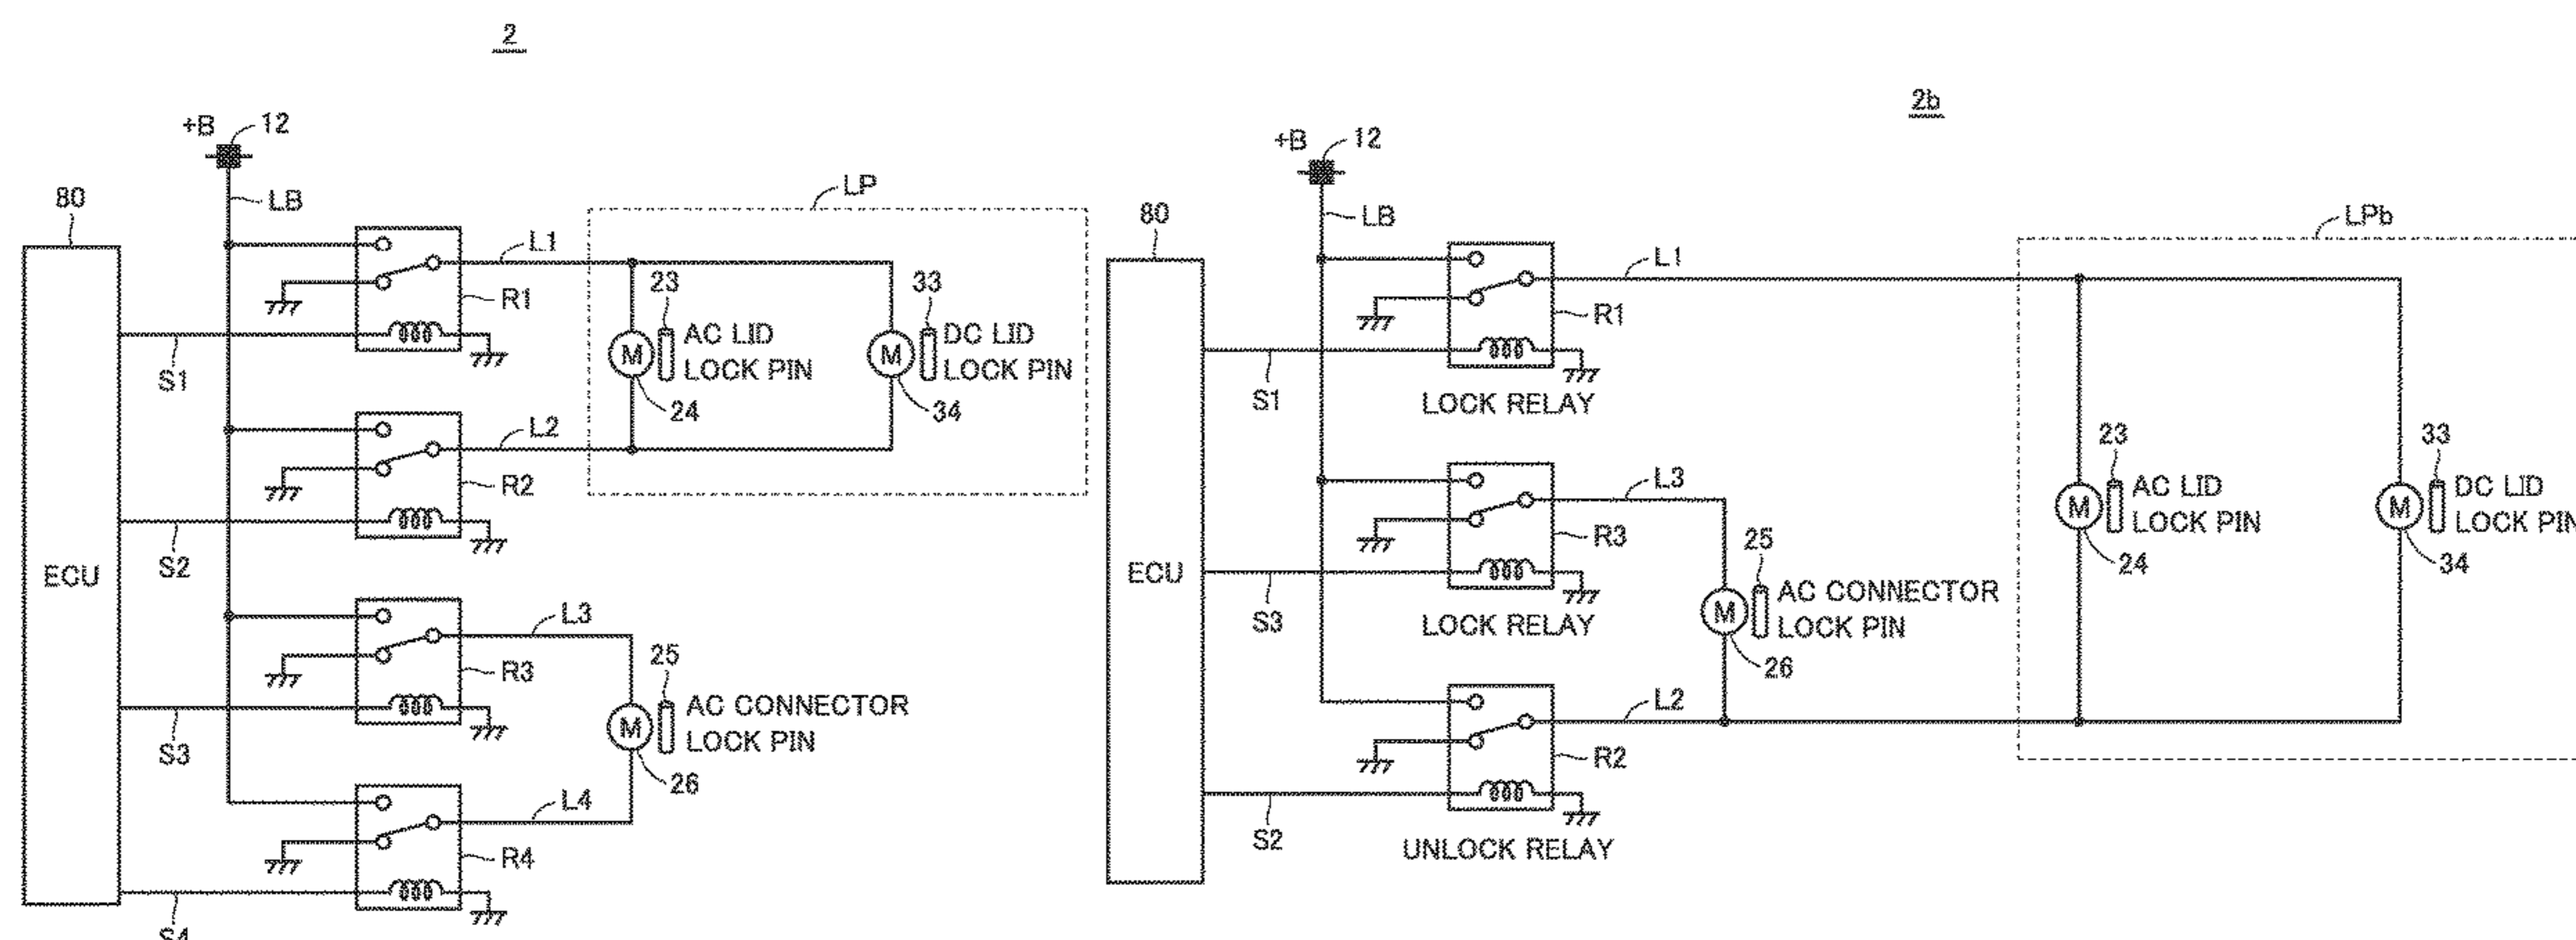 2
+B
12
80
LB
LP
L1
23
33
R1
AC LID
LOCK PIN
M
DC LID
LOCK PIN
M
S1
24
34
L2
R2
S2
ECU
L3
R3
25
AC CONNECTOR
LOCK PIN
M
S3
26
L4
R4
S4
2b
+B
12
80
LB
LPb
L1
R1
S1
LOCK RELAY
L3
23
33
AC LID
LOCK PIN
M
DC LID
LOCK PIN
M
R3
24
34
25
ECU
AC CONNECTOR
LOCK PIN
M
S3
LOCK RELAY
26
L2
R2
S2
UNLOCK RELAY